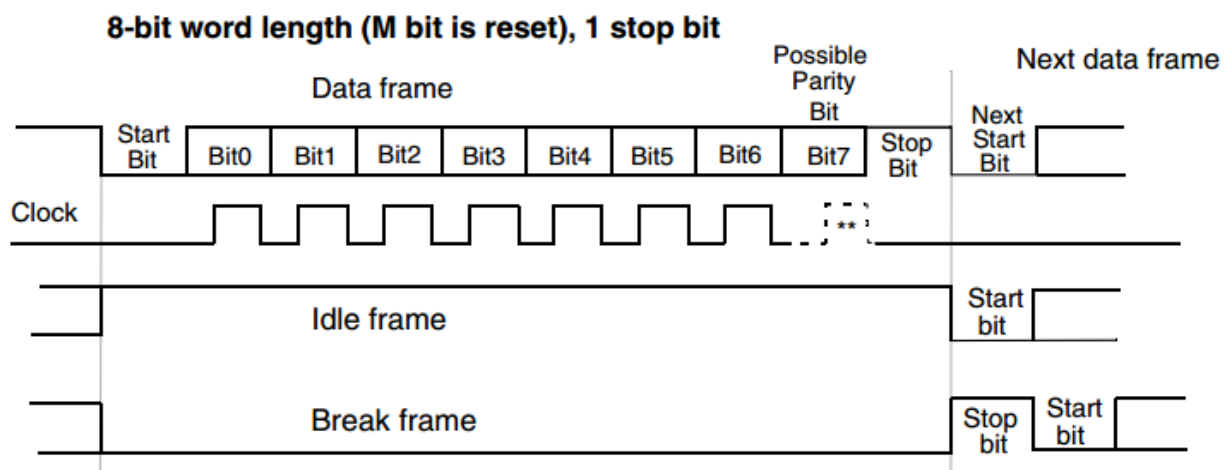 8-bit word length (M bit is reset), 1 stop bit
Possible
Parity
Bit
Next data frame
Data frame
Start
Bit
Bit0
Bit1
Bit2
Bit3
Bit4
Bit5
Bit6
Bit7
Stop
Bit
Next
Start
Bit
Clock
**
Idle frame
Start
bit
Break frame
Stop
bit
Start
bit